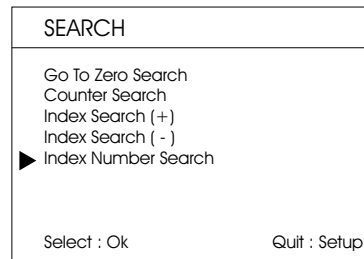 SEARCH
Go To Zero Search
Counter Search
Index Search (+)
Index Search ( - )
Index Number Search
Select : Ok Quit : Setup